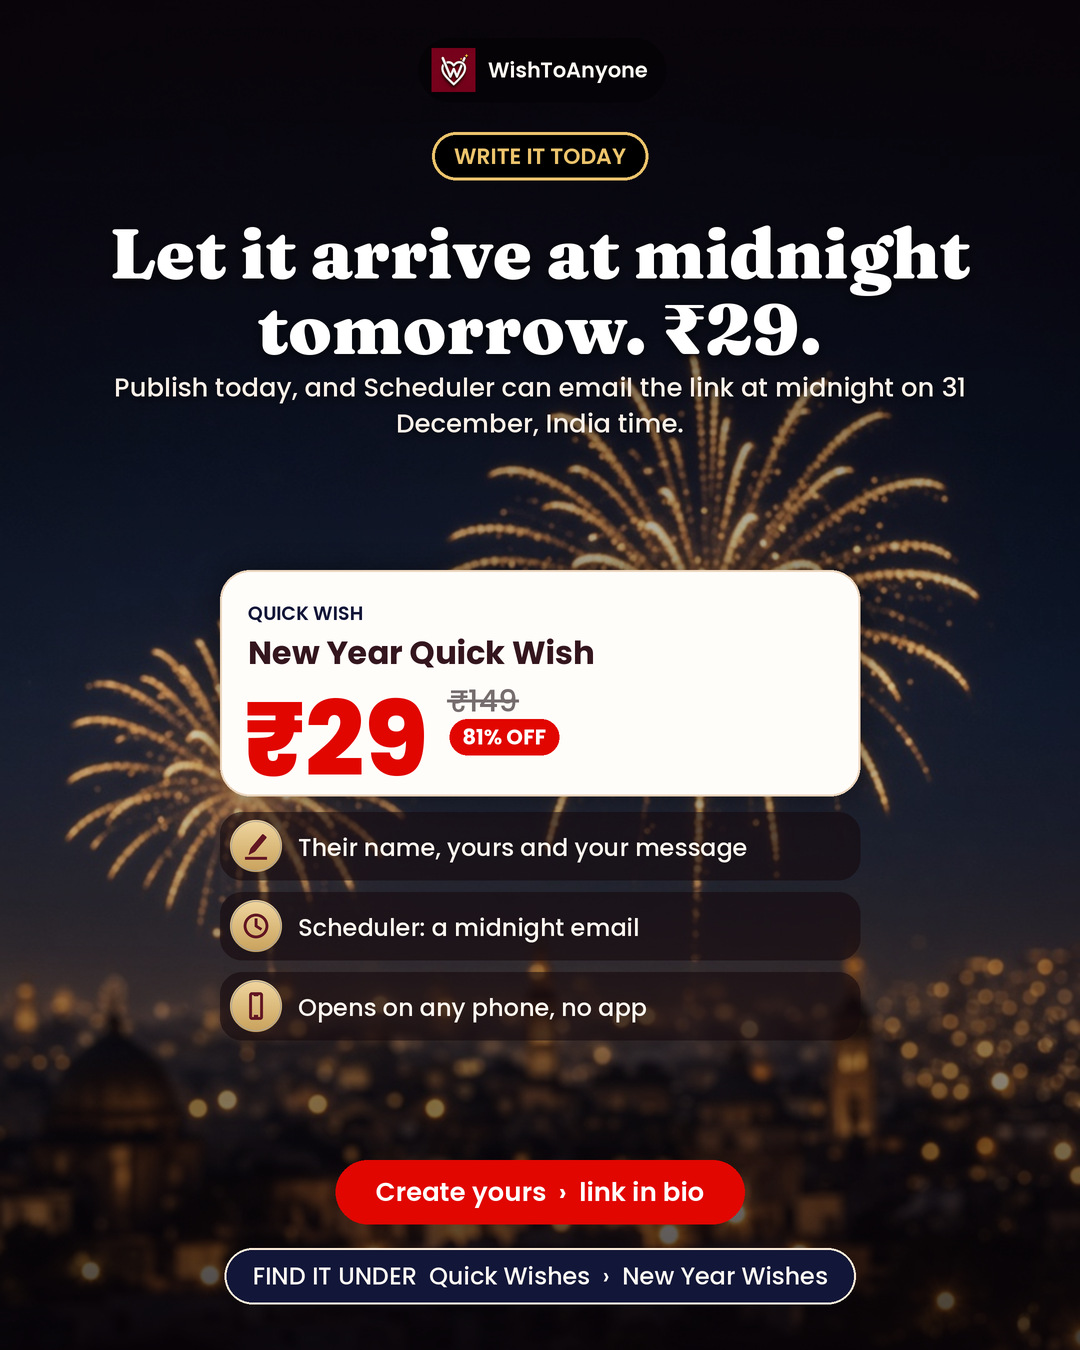 WishToAnyone
WRITE IT TODAY
Let it arrive at midnight
tomorrow. ₹29.
Publish today, and Scheduler can email the link at midnight on 31
December, India time.
QUICK WISH
New Year Quick Wish
₹29
₹149
81% OFF
Their name, yours and your message
Scheduler: a midnight email
Opens on any phone, no app
Create yours › link in bio
FIND IT UNDER Quick Wishes › New Year Wishes